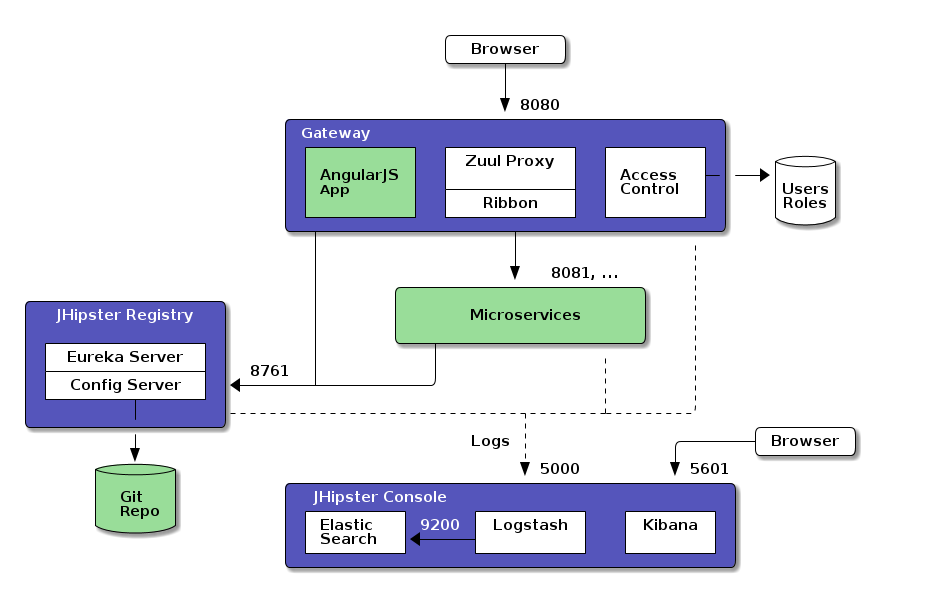 Browser
8080
Gateway
AngularJS
App
Zuul Proxy
Ribbon
Access
Control
Users
Roles
8081, ...
Microservices
JHipster Registry
Eureka Server
Config Server
8761
Git
Repo
Logs
5000
Browser
5601
JHipster Console
Elastic
Search
9200
Logstash
Kibana